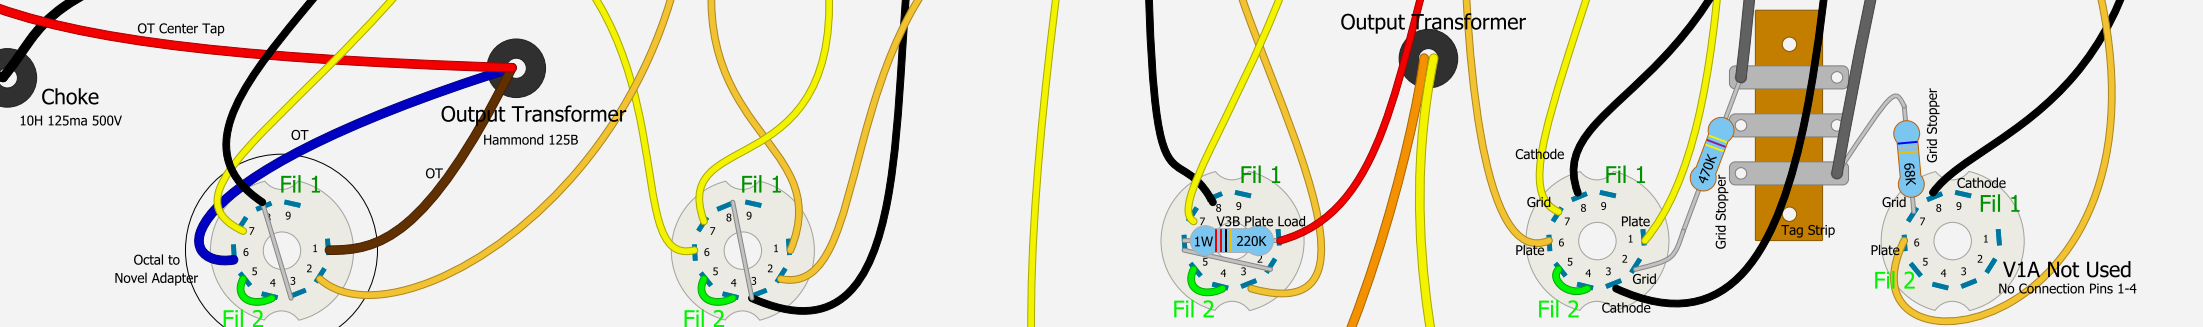 OT Center Tap
Choke
10H 125ma 500V
Output Transformer
Hammond 125B
OT
OT
Octal to
Novel Adapter
Fil 1
8 9
7
6
5
4
3
2
1
Fil 2
Fil 1
8 9
7
6
5
4
3
2
1
Fil 2
Output Transformer
Fil 1
8 9
7
V3B Plate Load
1W 220K
5
4
3
2
Fil 2
Cathode
Fil 1
Grid
Plate
Plate
8 9
7
6
5
4
3
2
1
Grid
Fil 2
Cathode
470K
Grid Stopper
Tag Strip
68K
Grid Stopper
Cathode
Grid
Fil 1
Plate
8 9
7
6
5
4
3
2
1
Fil 2
V1A Not Used
No Connection Pins 1-4